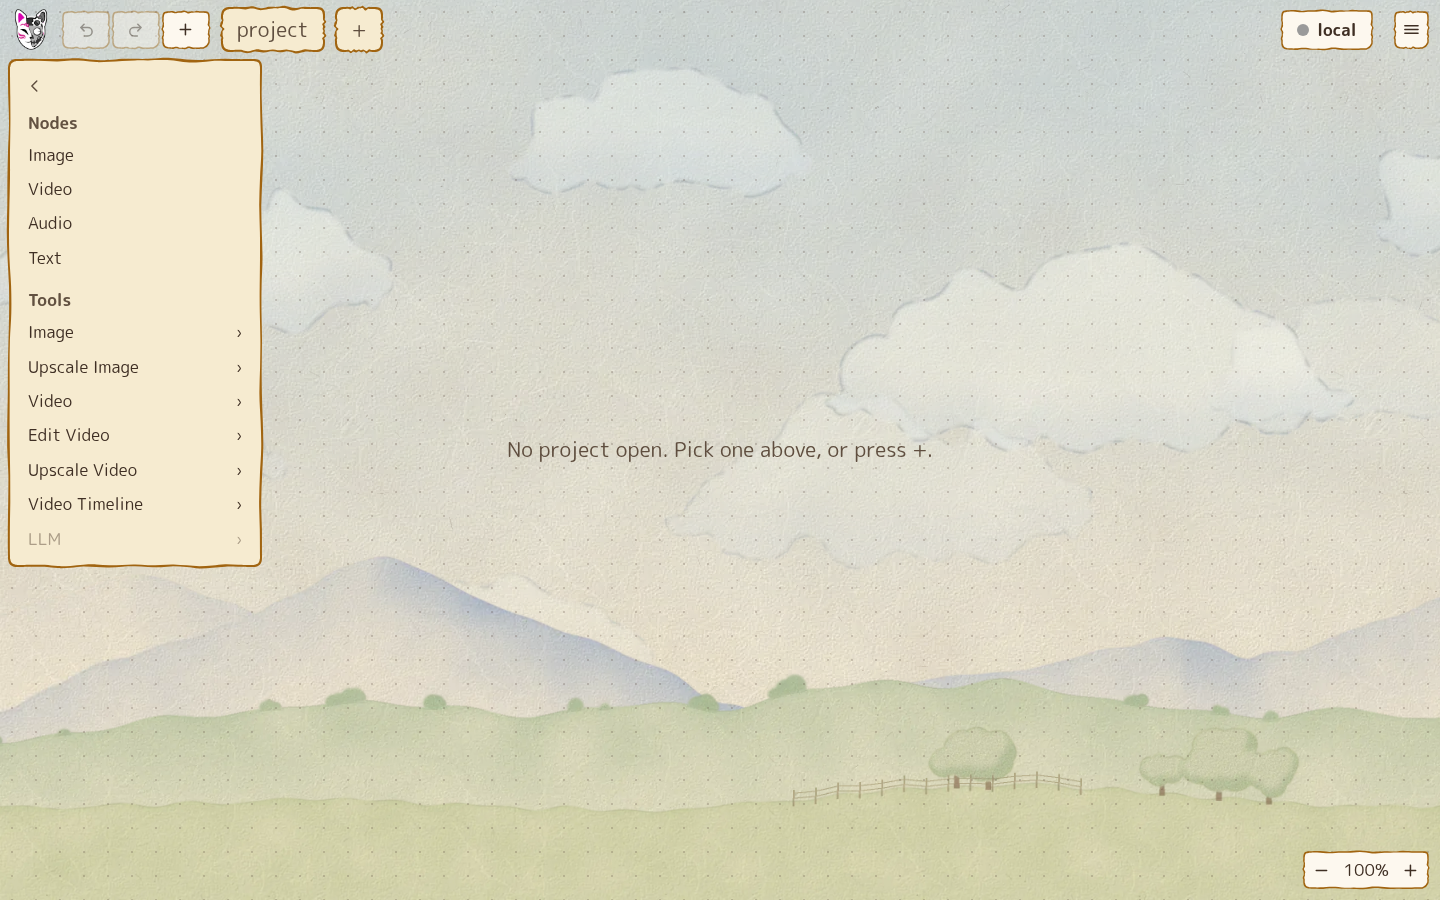 project
local
Nodes
Image
Video
Audio
Text
Tools
Image
Upscale Image
Video
Edit Video
Upscale Video
Video Timeline
LLM
No project open. Pick one above, or press +.
100%